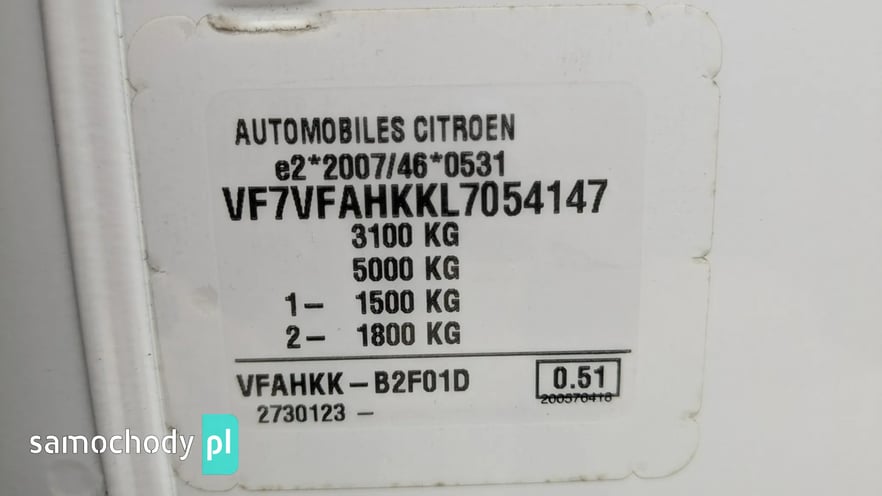 AUTOMOBILES CITROEN
e2*2007/46*0531
VF7VFAHKKL7054147
3100 KG
5000 KG
1- 1500 KG
2- 1800 KG
VFAHKK-B2F01D 0.51
2730123 -
samochody pl